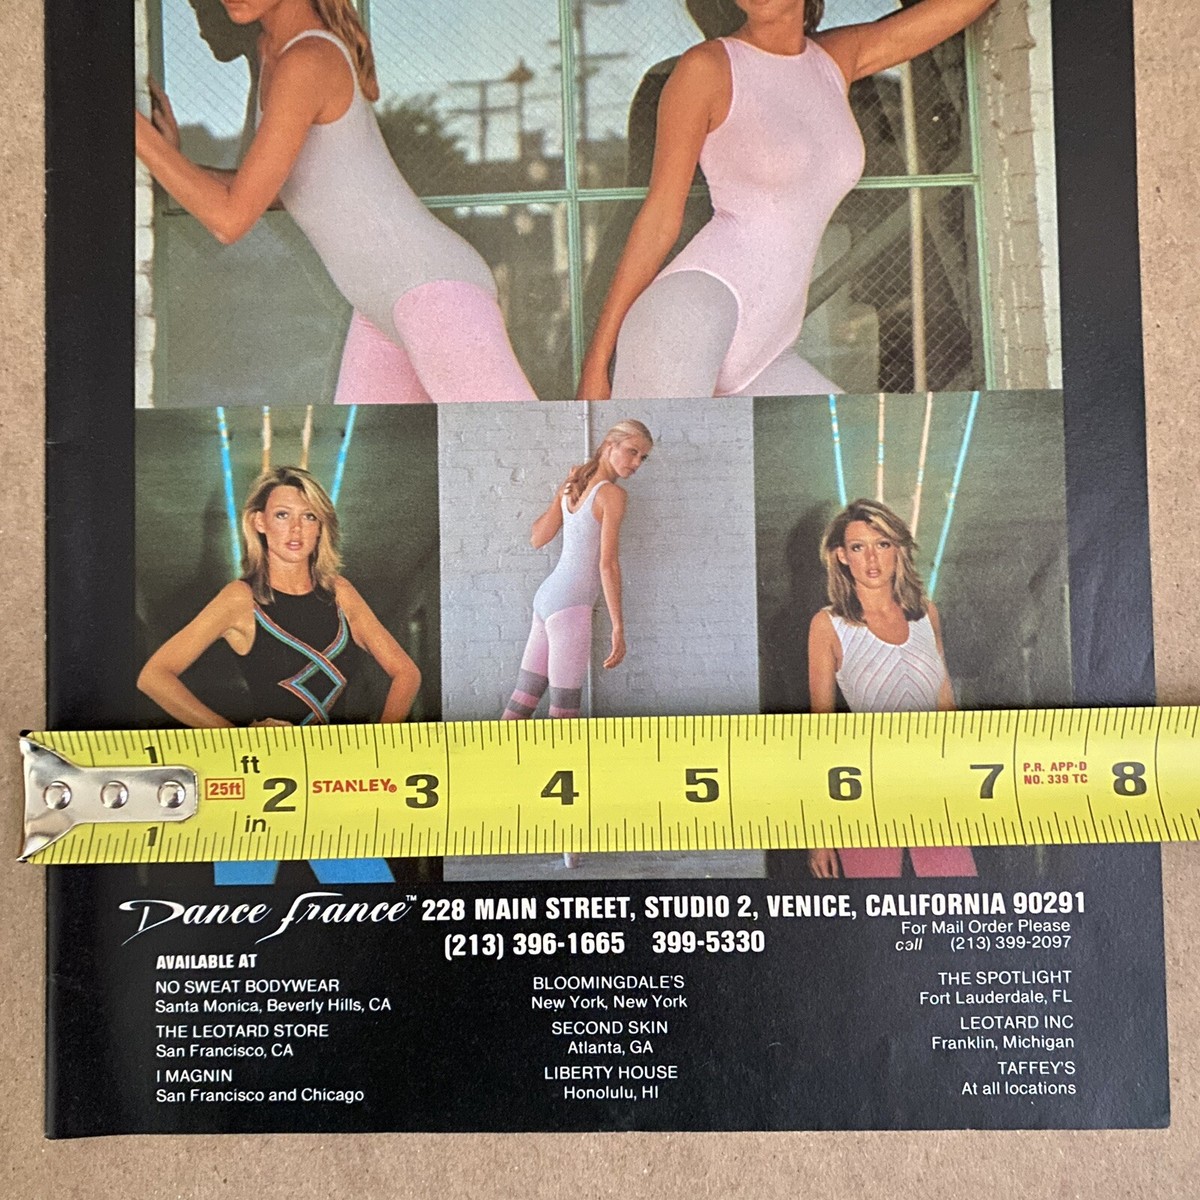 1 ft 25ft 2 STANLEY® 3 4 5 6 7 P.R. APP'D 8
NO. 339 TC
1 in
Dance France™ 228 MAIN STREET, STUDIO 2, VENICE, CALIFORNIA 90291
(213) 396-1665 399-5330
For Mail Order Please
call (213) 399-2097
AVAILABLE AT
NO SWEAT BODYWEAR
Santa Monica, Beverly Hills, CA
THE LEOTARD STORE
San Francisco, CA
I MAGNIN
San Francisco and Chicago
BLOOMINGDALE'S
New York, New York
SECOND SKIN
Atlanta, GA
LIBERTY HOUSE
Honolulu, HI
THE SPOTLIGHT
Fort Lauderdale, FL
LEOTARD INC
Franklin, Michigan
TAFFEY'S
At all locations